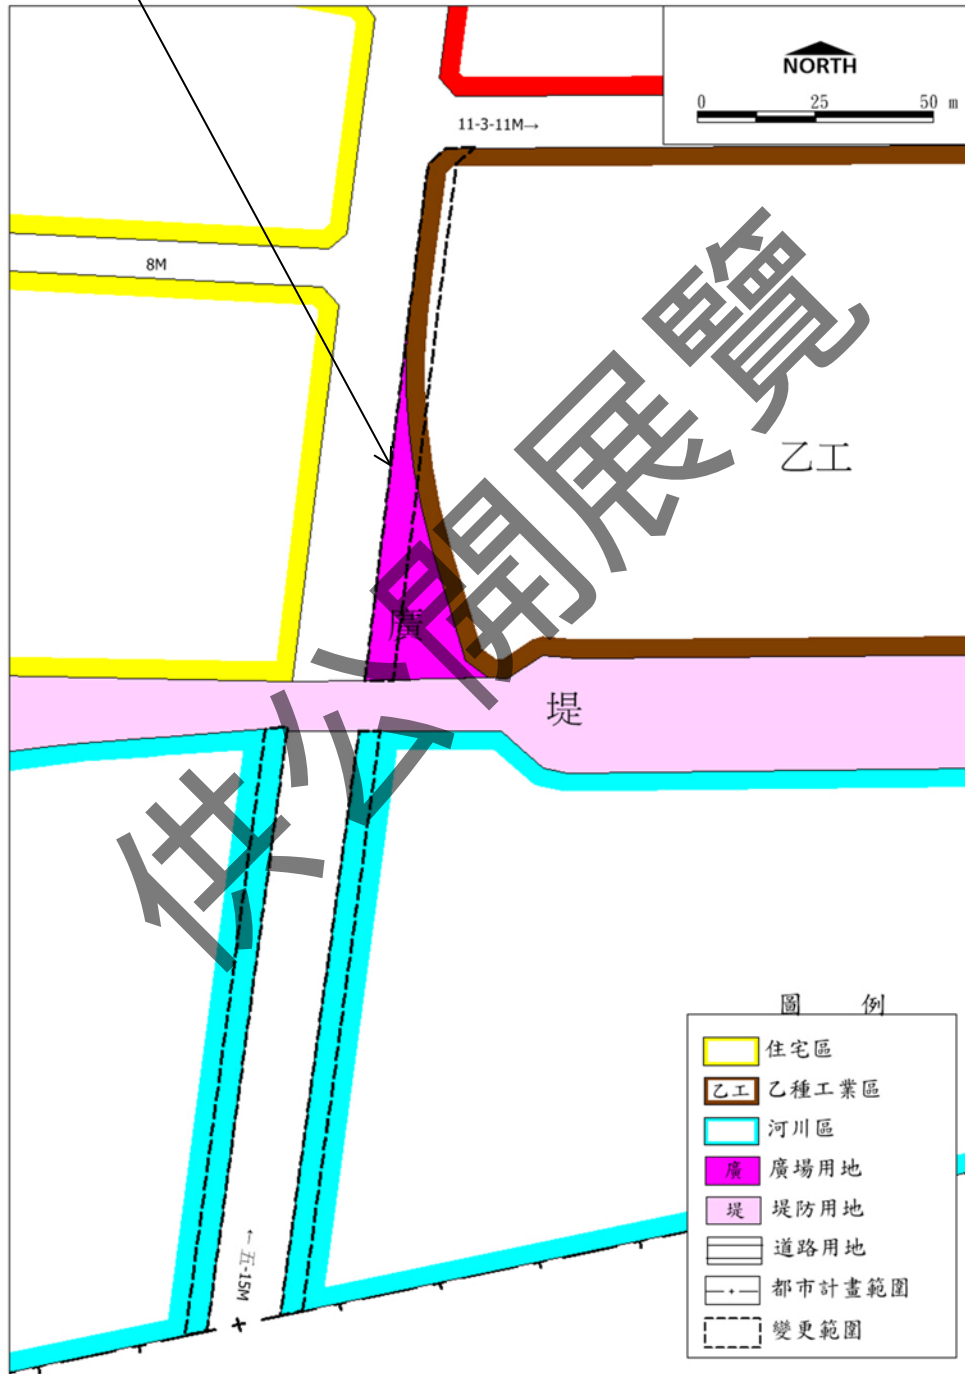 NORTH
0 25 50 m
11-3-11M→
8M
乙工
廣
堤
供公開展覽
←五-15M
圖 例
住宅區
乙工 乙種工業區
河川區
廣 廣場用地
堤 堤防用地
道路用地
都市計畫範圍
變更範圍